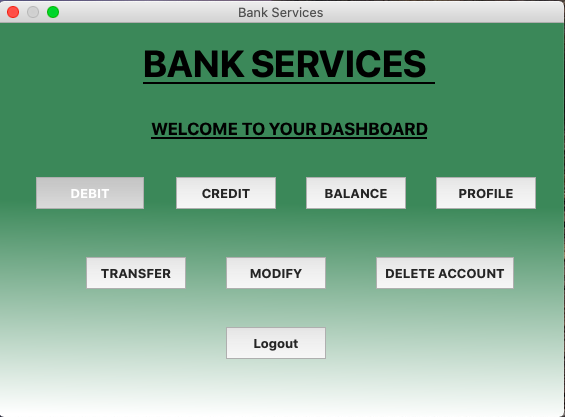 Bank Services
BANK SERVICES
WELCOME TO YOUR DASHBOARD
DEBIT CREDIT BALANCE PROFILE
TRANSFER MODIFY DELETE ACCOUNT
Logout